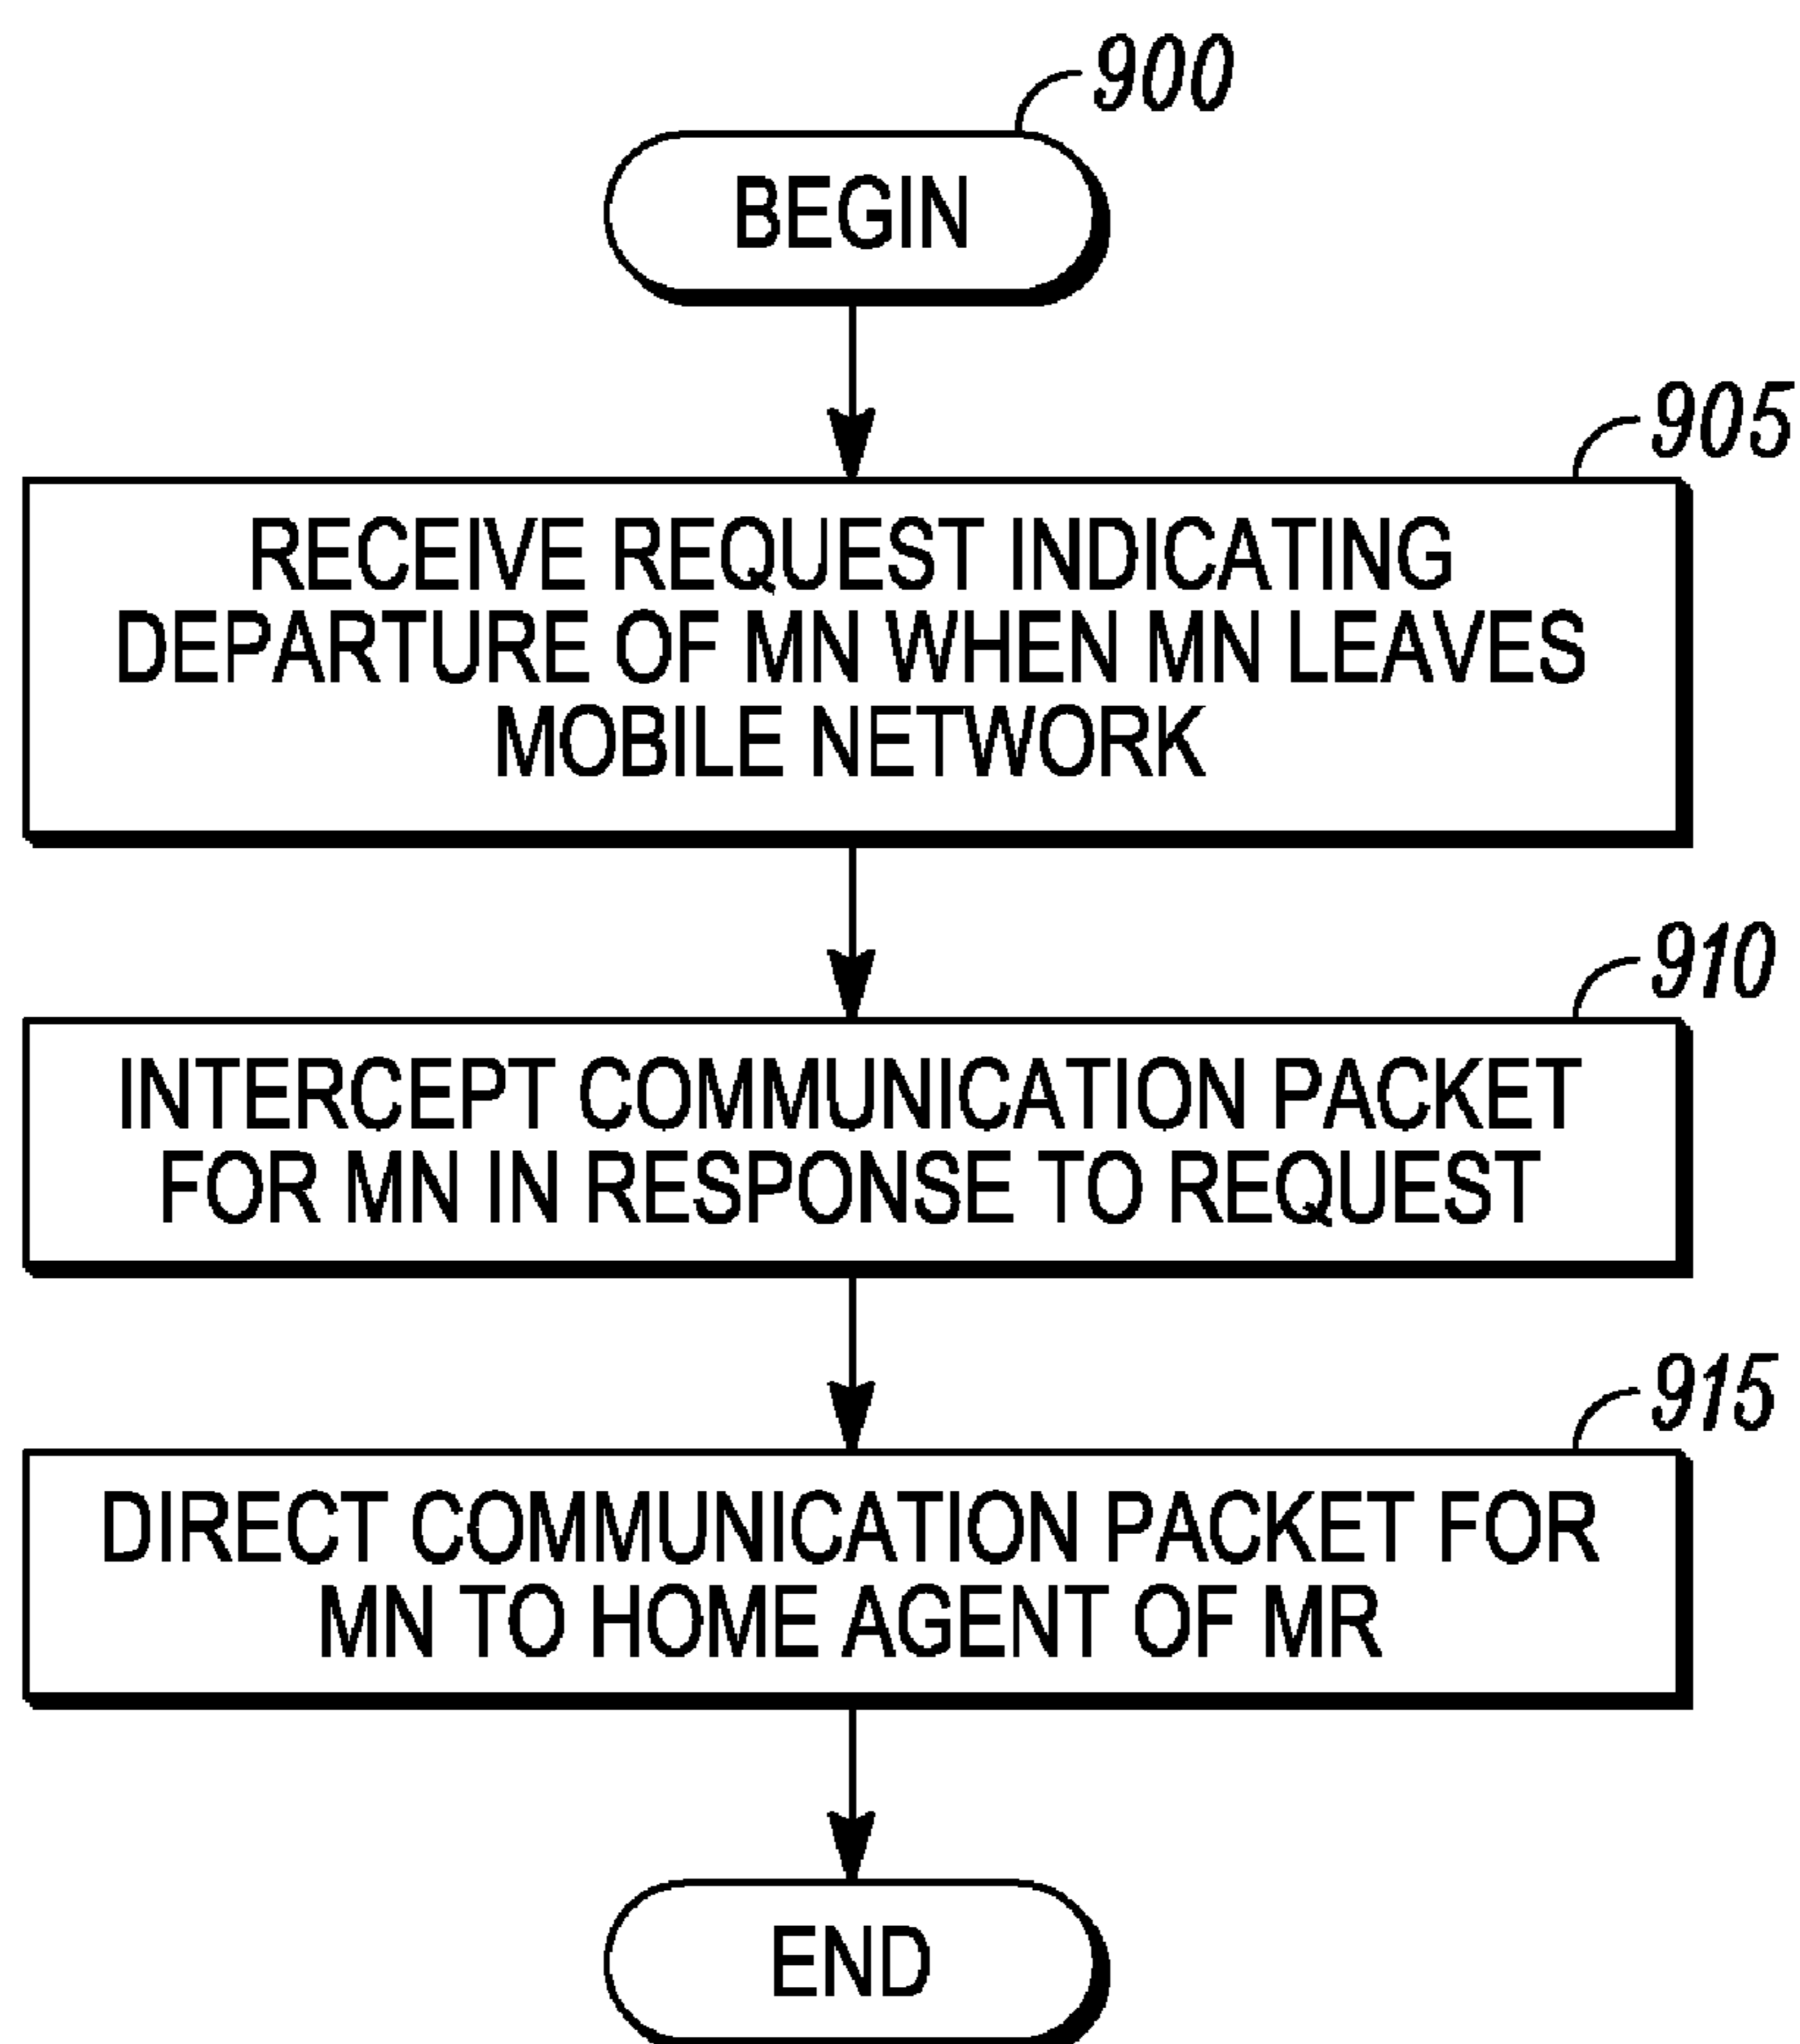 900
BEGIN
905
RECEIVE REQUEST INDICATING
DEPARTURE OF MN WHEN MN LEAVES
MOBILE NETWORK
910
INTERCEPT COMMUNICATION PACKET
FOR MN IN RESPONSE TO REQUEST
915
DIRECT COMMUNICATION PACKET FOR
MN TO HOME AGENT OF MR
END